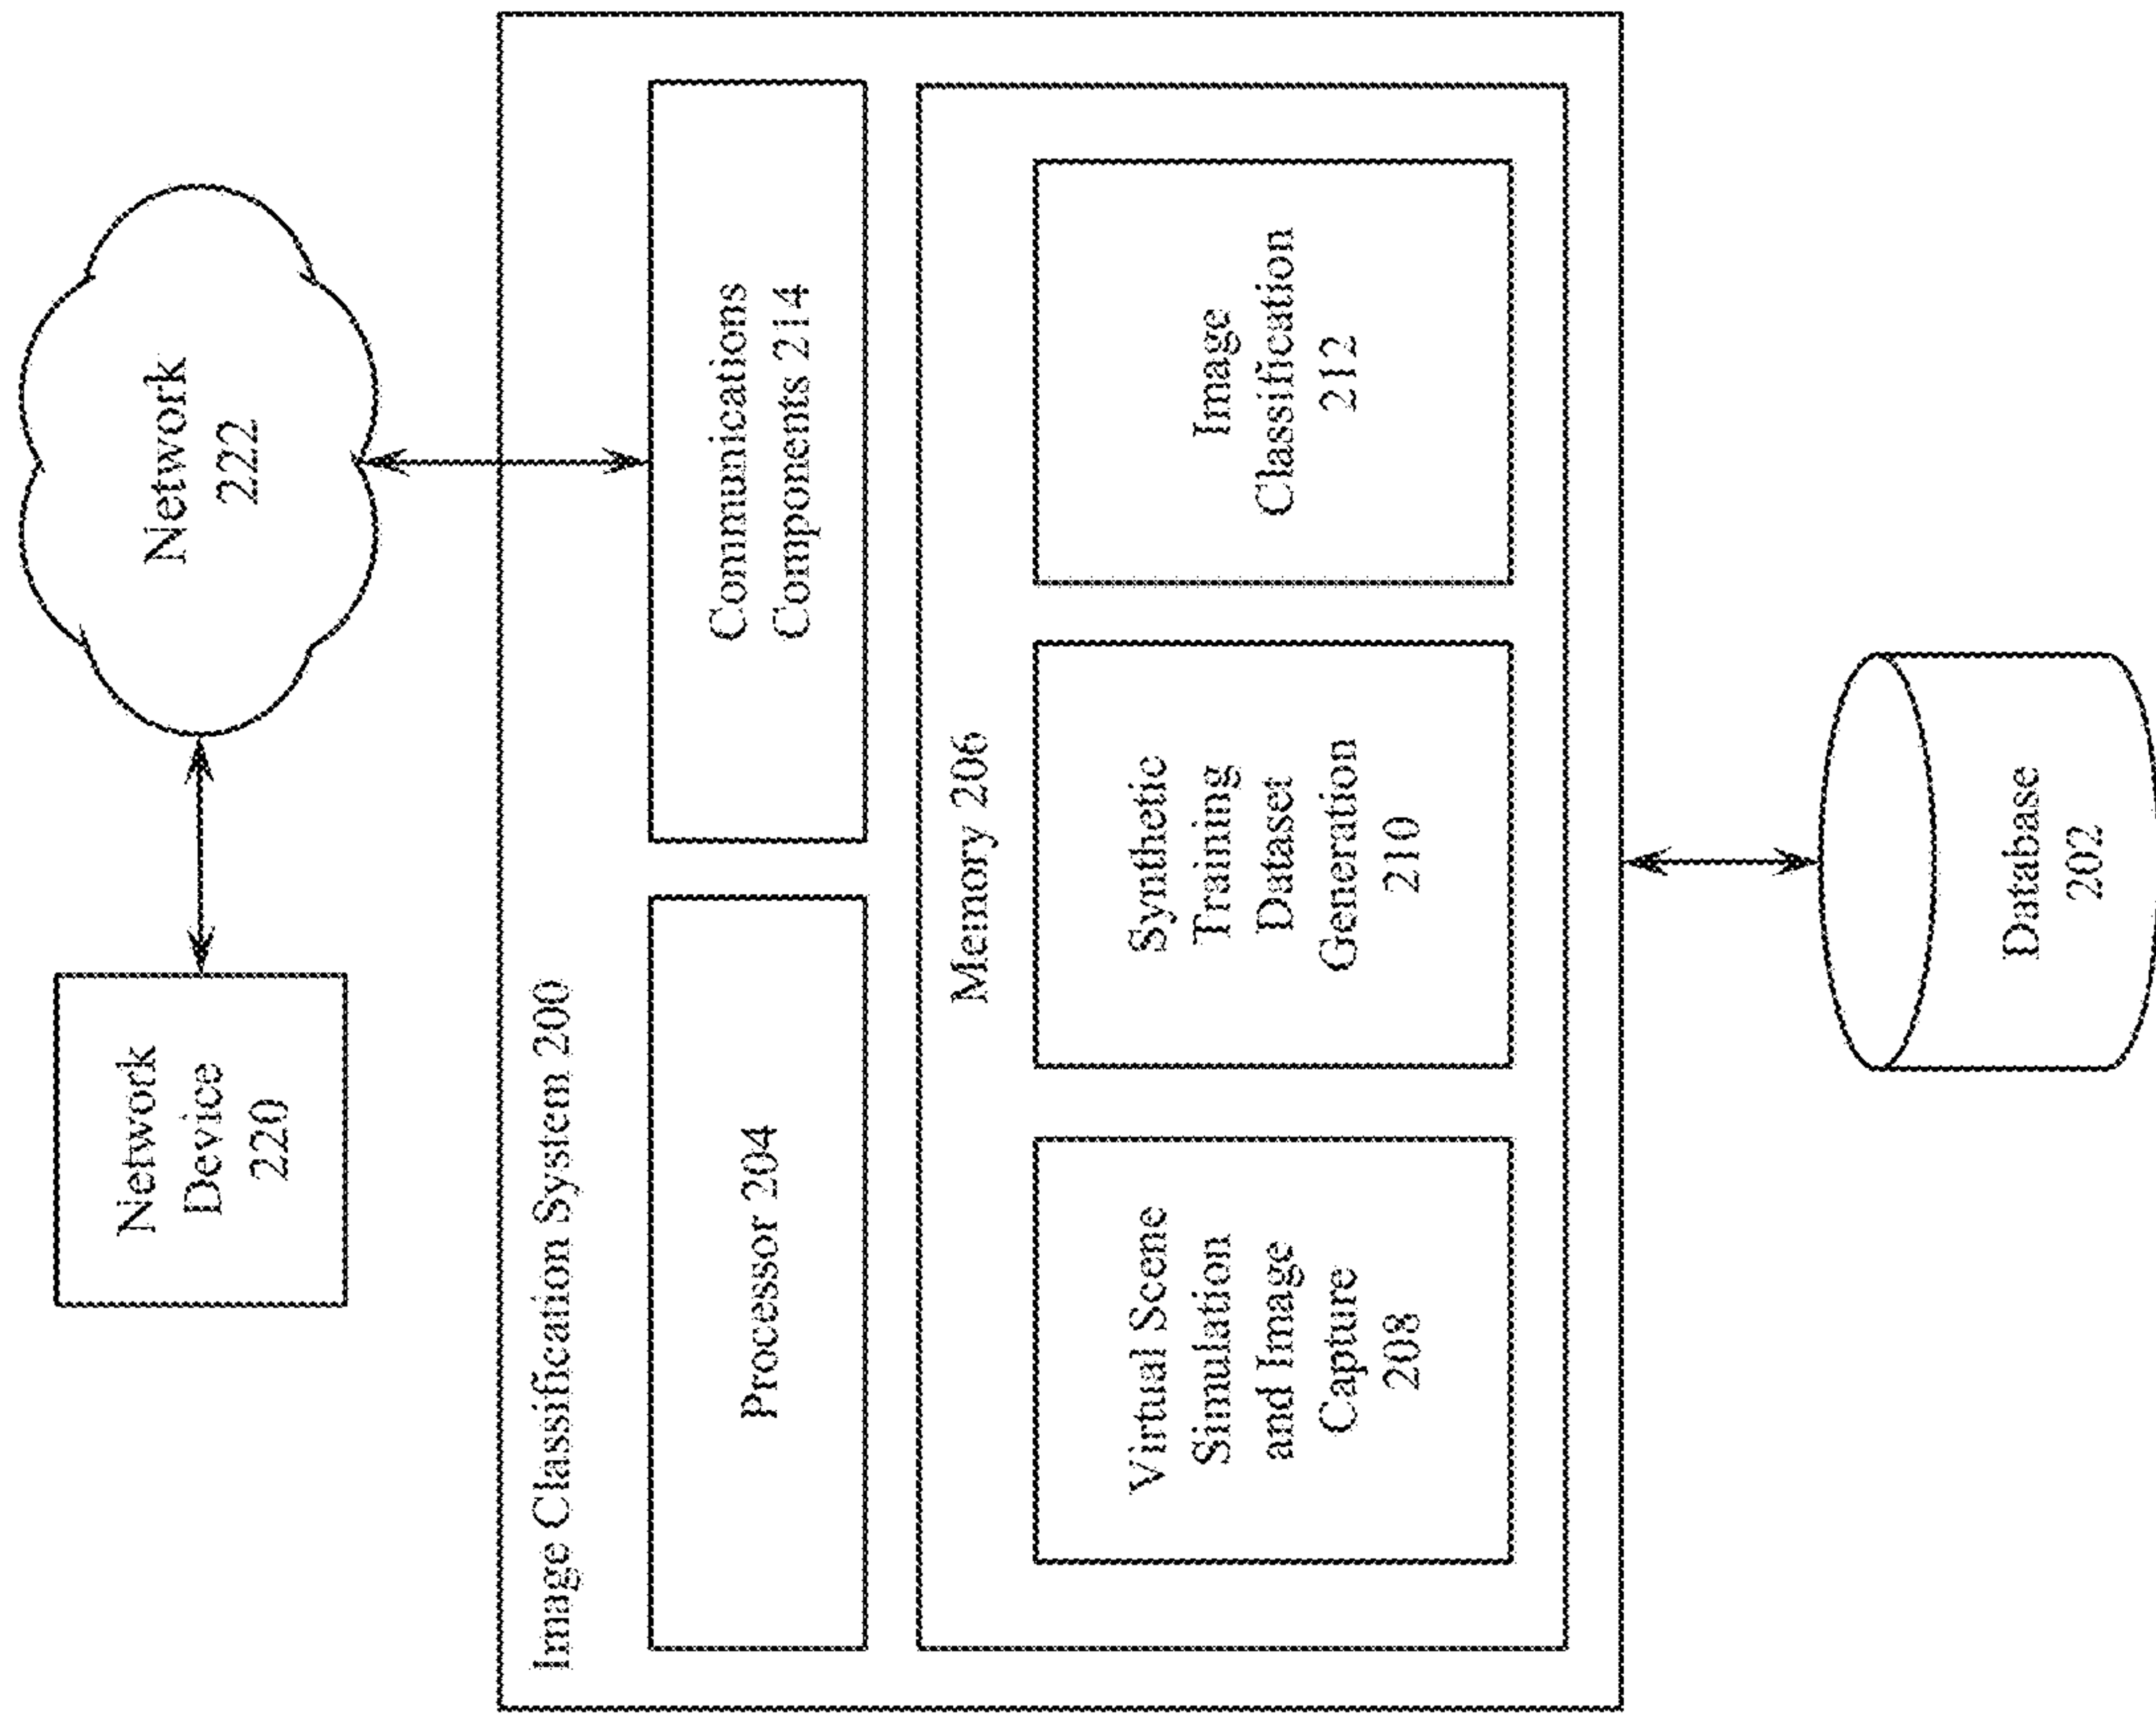 Network
Device
220
Network
222
Image Classification System 200
Processor 204
Communications
Components 214
Memory 206
Virtual Scene
Simulation
and Image
Capture
208
Synthetic
Training
Dataset
Generation
210
Image
Classification
212
Database
202